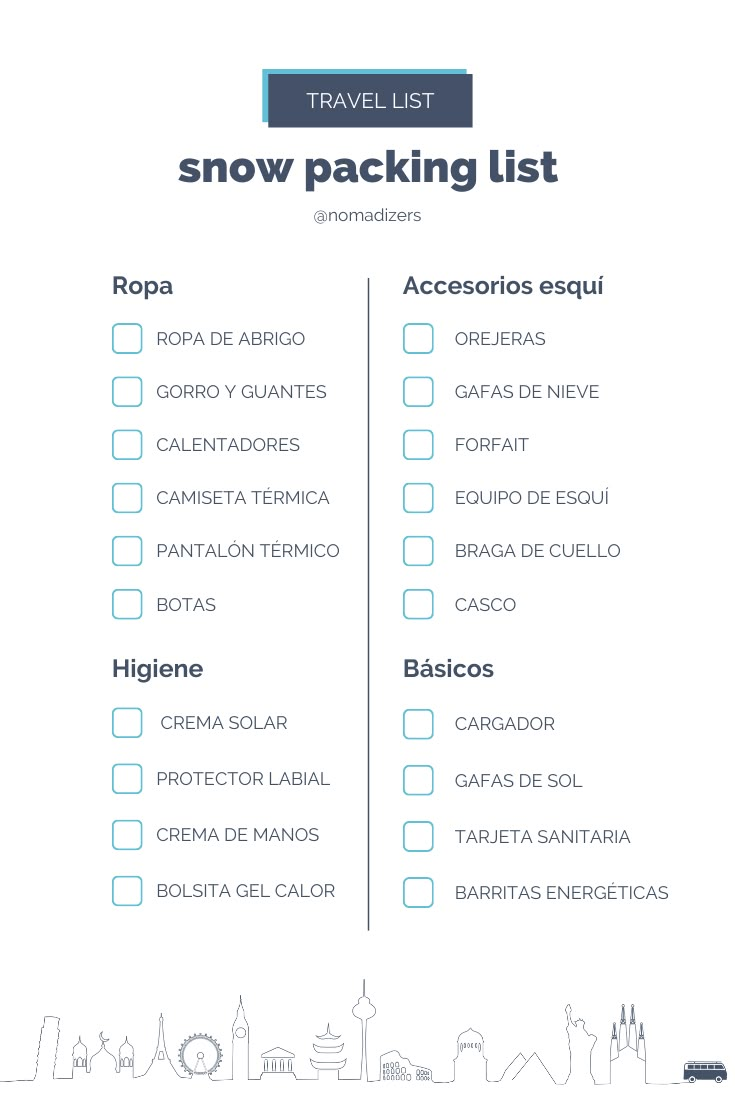 TRAVEL LIST
snow packing list
@nomadizers
Ropa
ROPA DE ABRIGO
GORRO Y GUANTES
CALENTADORES
CAMISETA TÉRMICA
PANTALÓN TÉRMICO
BOTAS
Higiene
CREMA SOLAR
PROTECTOR LABIAL
CREMA DE MANOS
BOLSITA GEL CALOR
Accesorios esquí
OREJERAS
GAFAS DE NIEVE
FORFAIT
EQUIPO DE ESQUÍ
BRAGA DE CUELLO
CASCO
Básicos
CARGADOR
GAFAS DE SOL
TARJETA SANITARIA
BARRITAS ENERGÉTICAS